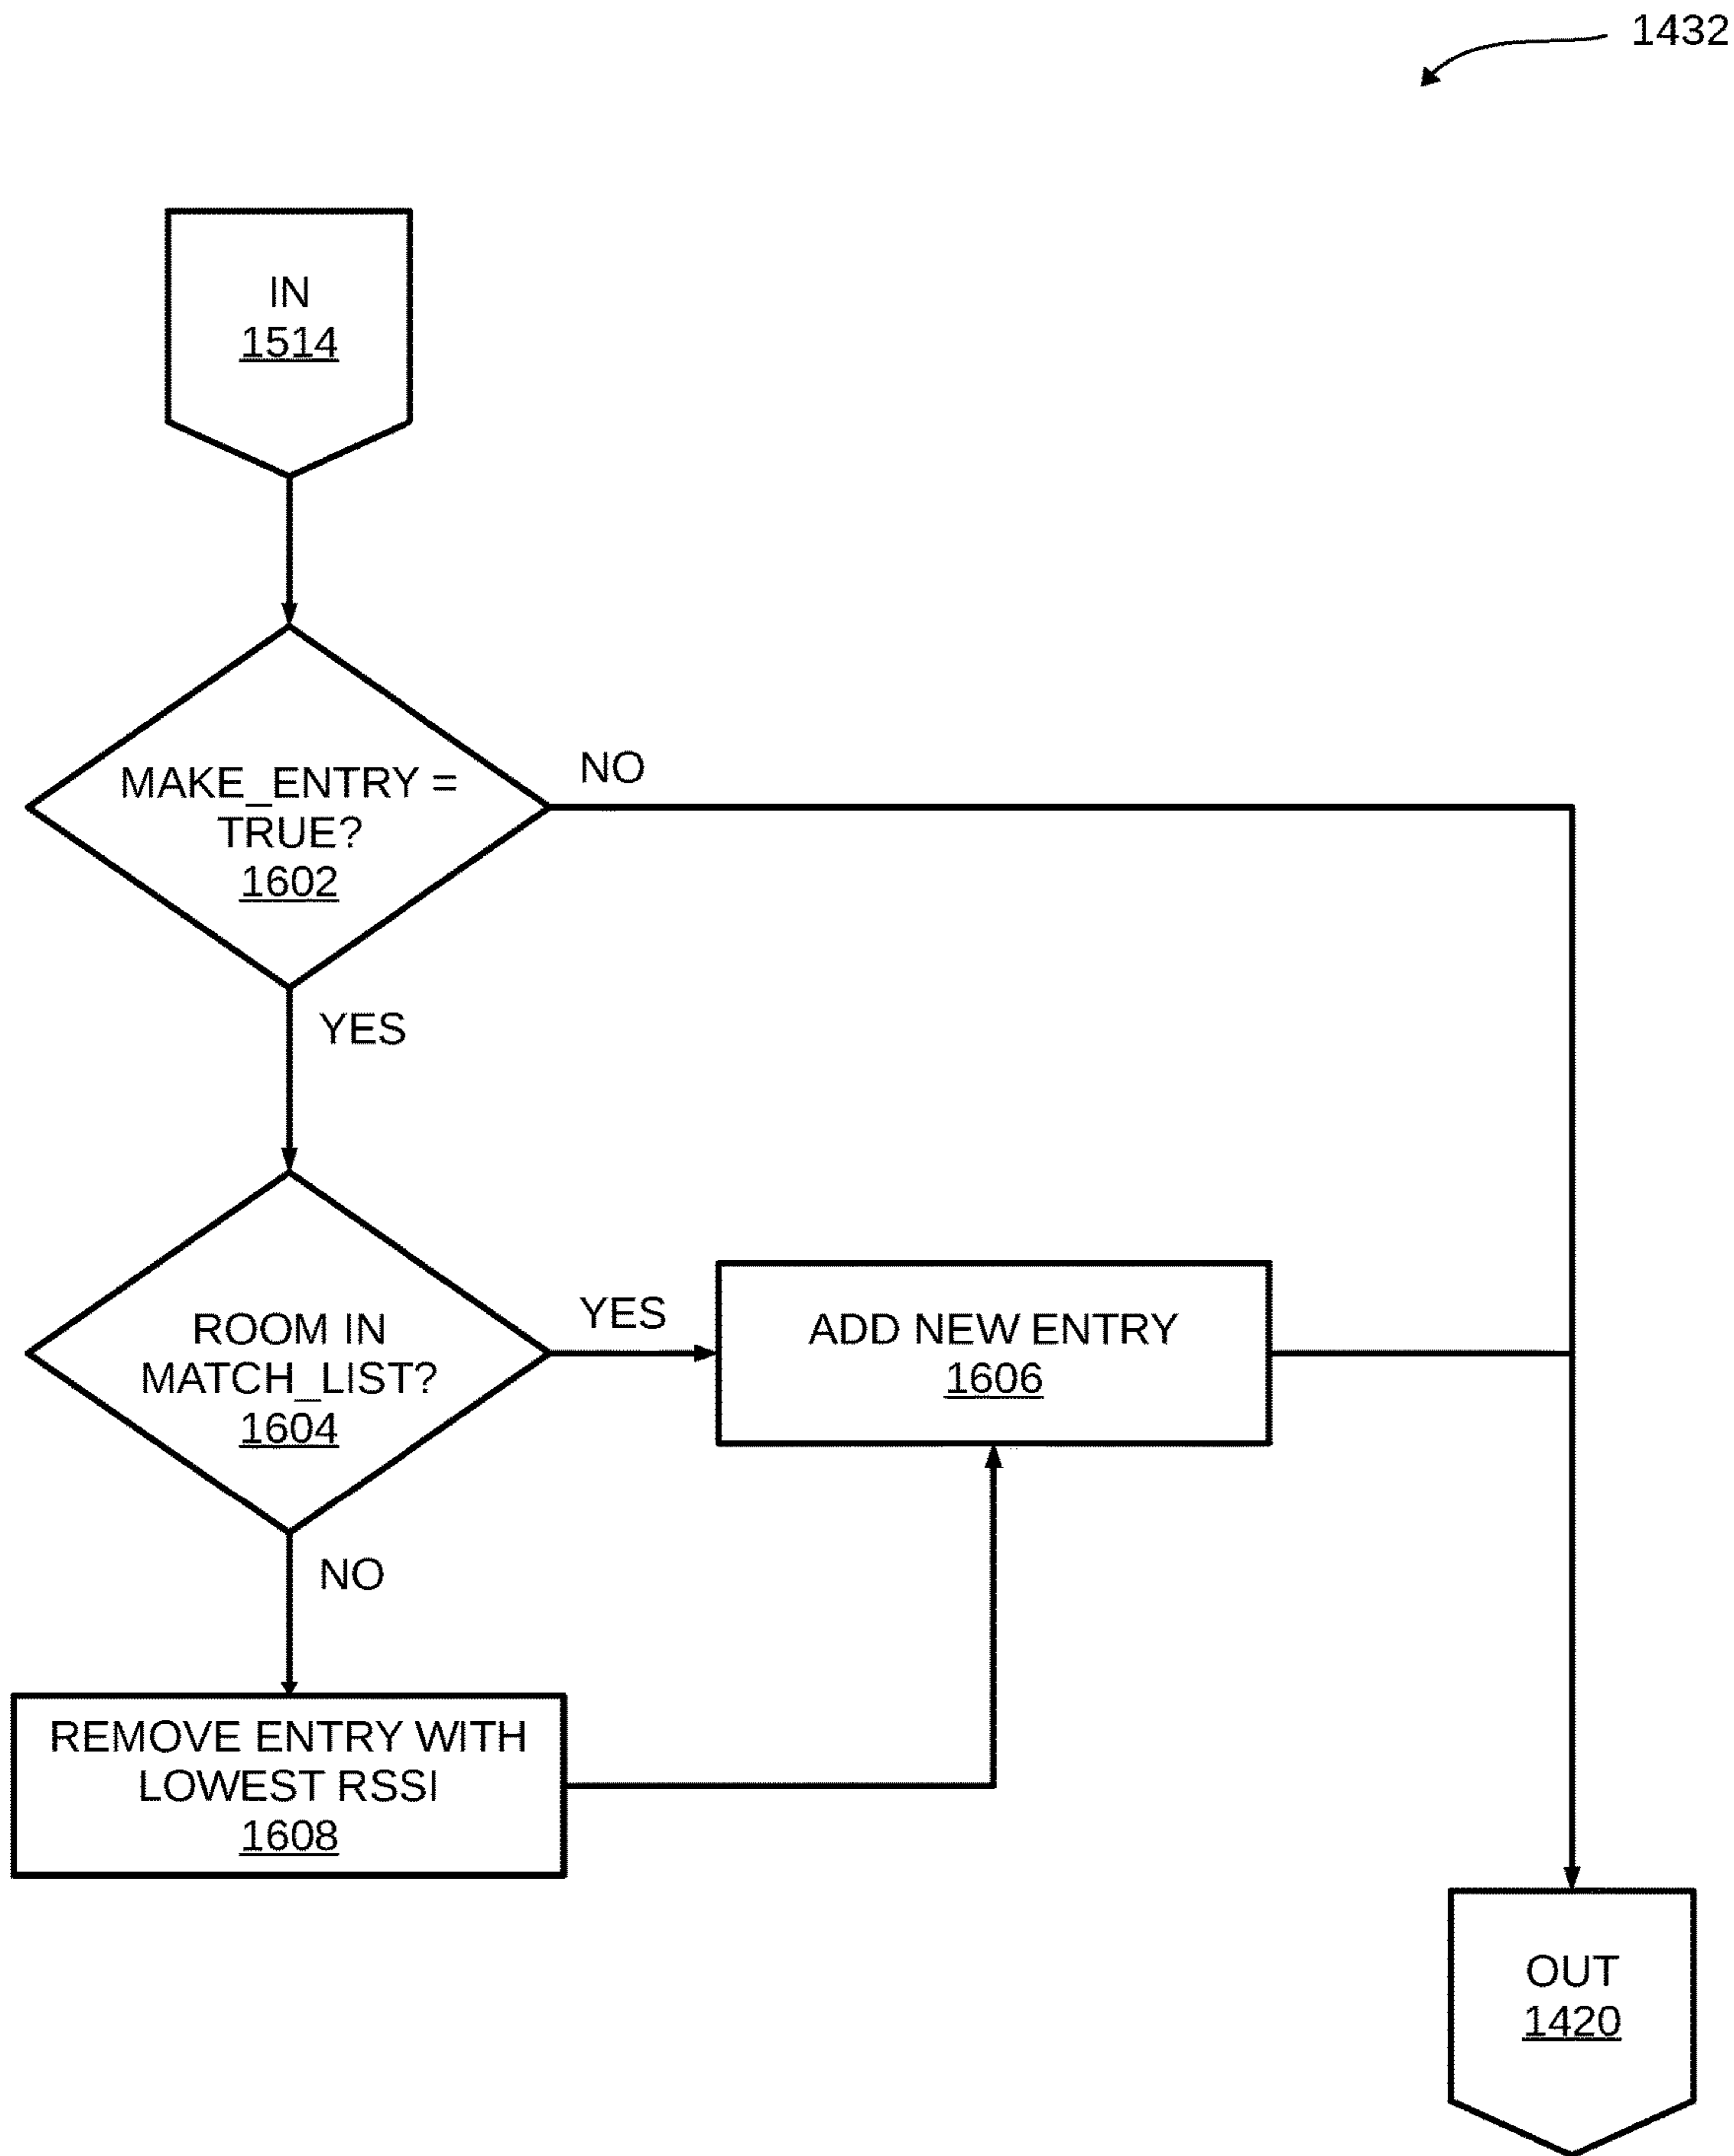 1432
IN
1514
MAKE_ENTRY =
TRUE?
1602
NO
YES
ROOM IN
MATCH_LIST?
1604
YES
ADD NEW ENTRY
1606
NO
REMOVE ENTRY WITH
LOWEST RSSI
1608
OUT
1420